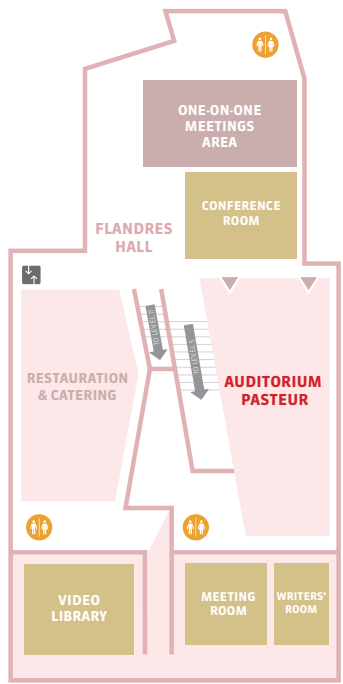 ONE-ON-ONE
MEETINGS
AREA
CONFERENCE
ROOM
FLANDRES
HALL
RESTAURATION
& CATERING
AUDITORIUM
PASTEUR
VIDEO
LIBRARY
MEETING
ROOM
WRITERS'
ROOM